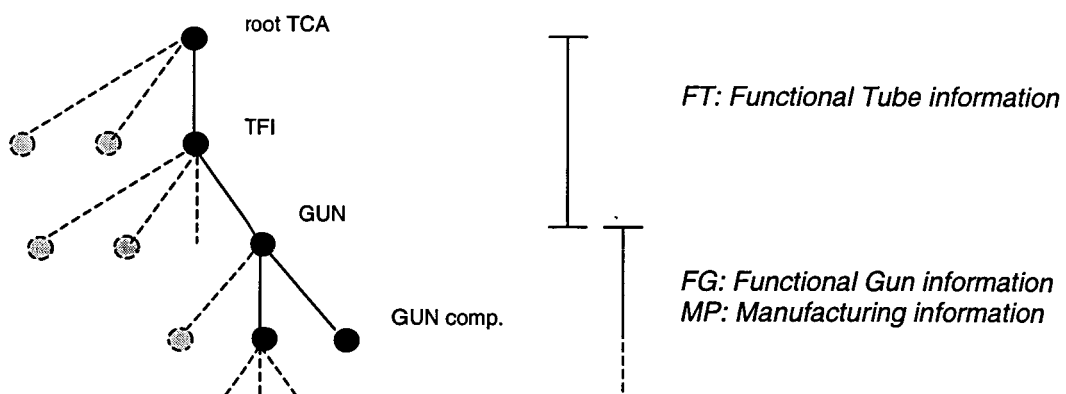 root TCA
FT: Functional Tube information
TFI
GUN
FG: Functional Gun information
MP: Manufacturing information
GUN comp.